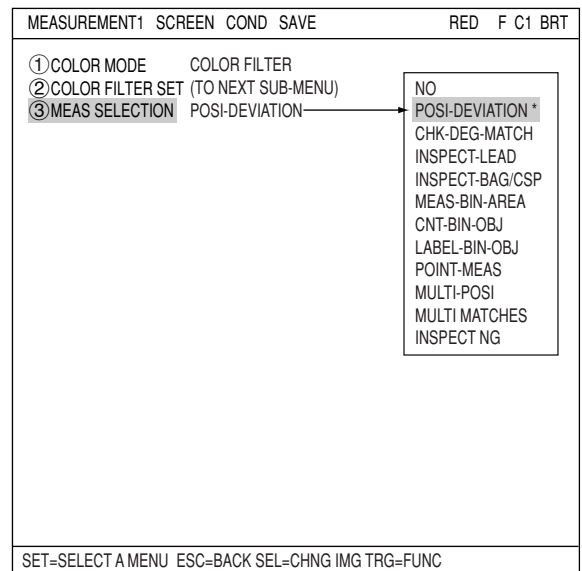 MEASUREMENT1 SCREEN COND SAVE RED F C1 BRT
①COLOR MODE COLOR FILTER
②COLOR FILTER SET (TO NEXT SUB-MENU)
③MEAS SELECTION POSI-DEVIATION
NO
POSI-DEVIATION *
CHK-DEG-MATCH
INSPECT-LEAD
INSPECT-BAG/CSP
MEAS-BIN-AREA
CNT-BIN-OBJ
LABEL-BIN-OBJ
POINT-MEAS
MULTI-POSI
MULTI MATCHES
INSPECT NG
SET=SELECT A MENU ESC=BACK SEL=CHNG IMG TRG=FUNC